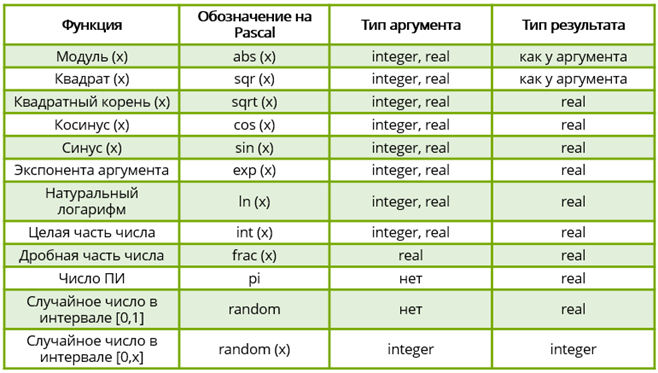 Функция Обозначение на Pascal Тип аргумента Тип результата
Модуль (x) abs (x) integer, real как у аргумента
Квадрат (x) sqr (x) integer, real как у аргумента
Квадратный корень (x) sqrt (x) integer, real real
Косинус (x) cos (x) integer, real real
Синус (x) sin (x) integer, real real
Экспонента аргумента exp (x) integer, real real
Натуральный логарифм ln (x) integer, real real
Целая часть числа int (x) integer, real real
Дробная часть числа frac (x) real real
Число ПИ pi нет real
Случайное число в интервале [0,1] random нет real
Случайное число в интервале [0,x] random (x) integer integer